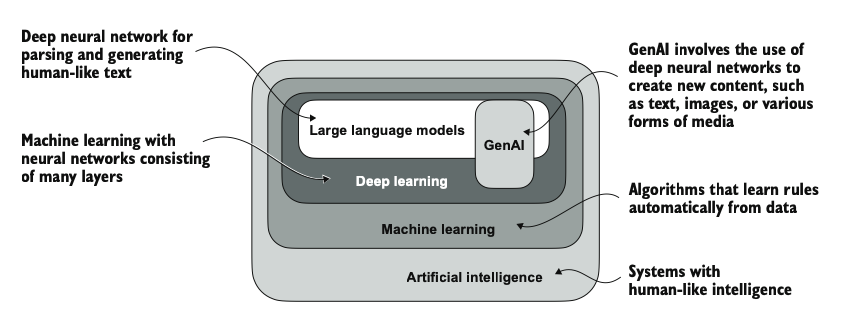 Deep neural network for
parsing and generating
human-like text
Machine learning with
neural networks consisting
of many layers
Large language models
GenAI
Deep learning
Machine learning
Artificial intelligence
GenAI involves the use of
deep neural networks to
create new content, such
as text, images, or various
forms of media
Algorithms that learn rules
automatically from data
Systems with
human-like intelligence